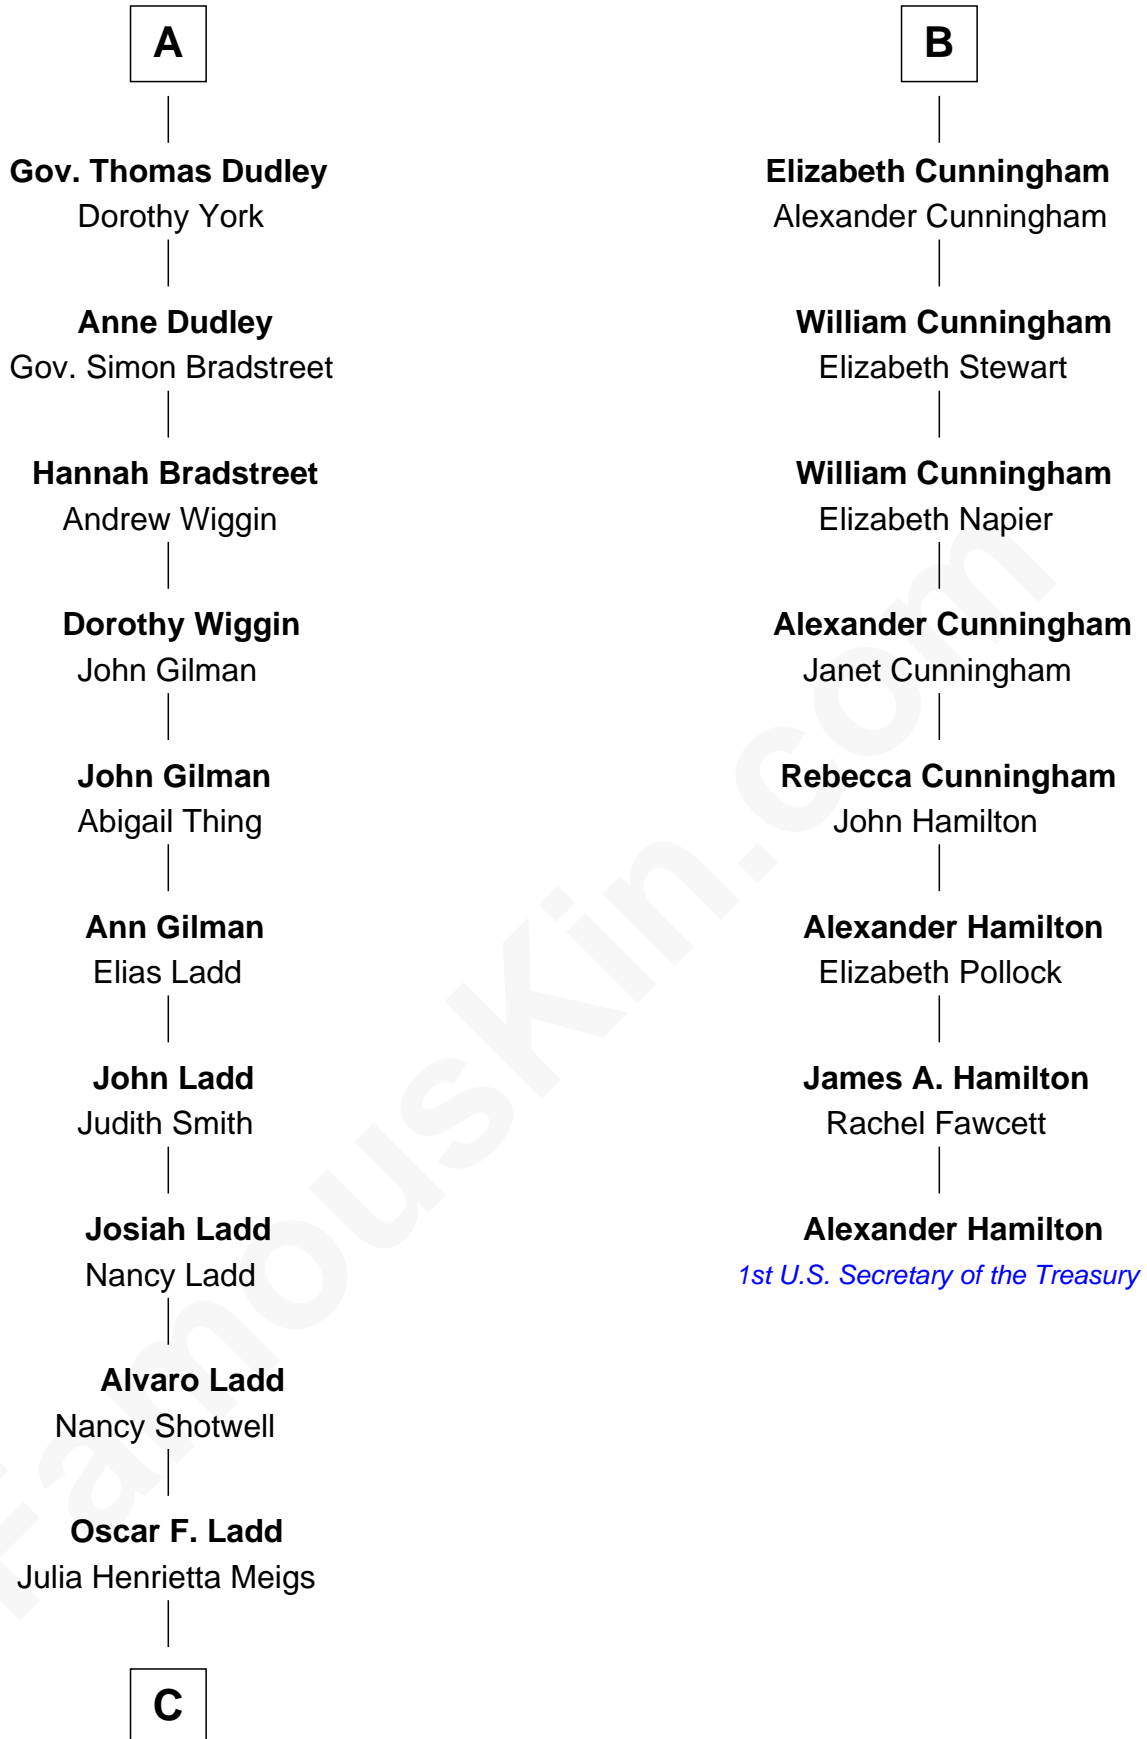 A
Gov. Thomas Dudley
Dorothy York
Anne Dudley
Gov. Simon Bradstreet
Hannah Bradstreet
Andrew Wiggin
Dorothy Wiggin
John Gilman
John Gilman
Abigail Thing
Ann Gilman
Elias Ladd
John Ladd
Judith Smith
Josiah Ladd
Nancy Ladd
Alvaro Ladd
Nancy Shotwell
Oscar F. Ladd
Julia Henrietta Meigs
C
B
Elizabeth Cunningham
Alexander Cunningham
William Cunningham
Elizabeth Stewart
William Cunningham
Elizabeth Napier
Alexander Cunningham
Janet Cunningham
Rebecca Cunningham
John Hamilton
Alexander Hamilton
Elizabeth Pollock
James A. Hamilton
Rachel Fawcett
Alexander Hamilton
1st U.S. Secretary of the Treasury
FamousKin.com